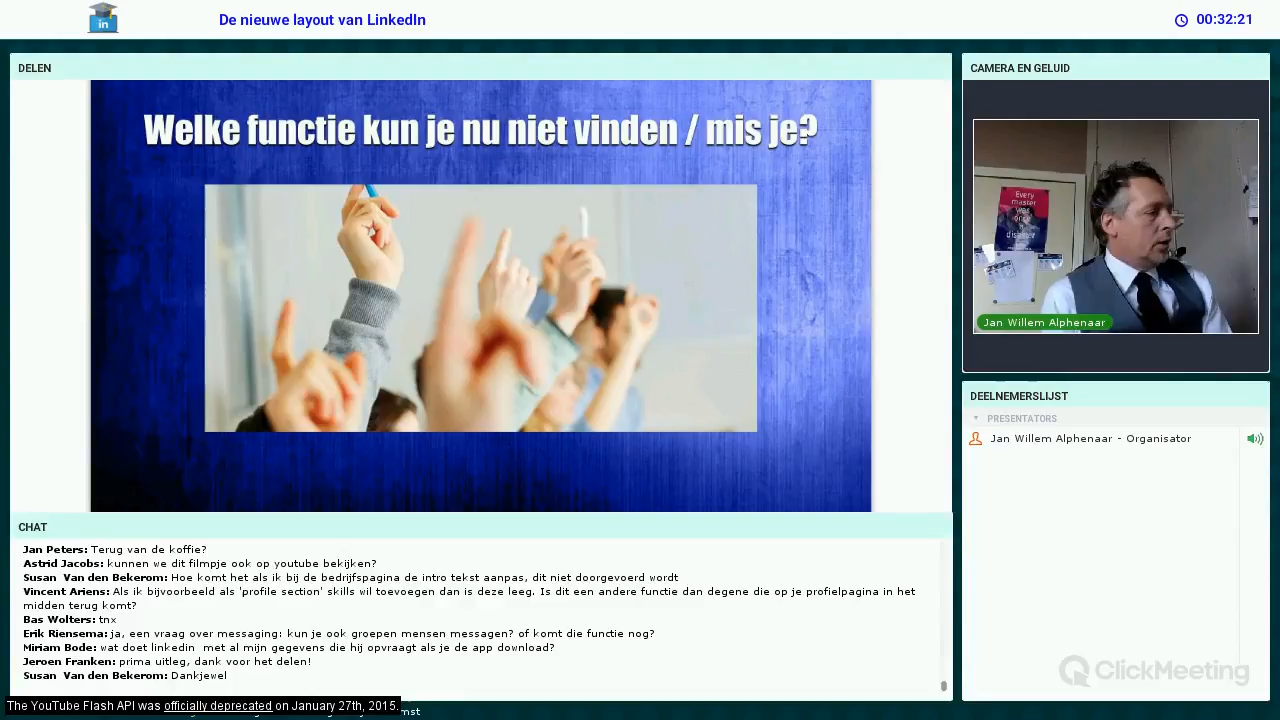 in
De nieuwe layout van LinkedIn
00:32:21
DELEN
Welke functie kun je nu niet vinden / mis je?
CAMERA EN GELUID
Every
master
was
once
a
disaster
Jan Willem Alphenaar
DEELNEMERSLIJST
PRESENTATORS
Jan Willem Alphenaar - Organisator
CHAT
Jan Peters: Terug van de koffie?
Astrid Jacobs: kunnen we dit filmpje ook op youtube bekijken?
Susan Van den Bekerom: Hoe komt het als ik bij de bedrijfspagina de intro tekst aanpas, dit niet doorgevoerd wordt
Vincent Ariens: Als ik bijvoorbeeld als 'profile section' skills wil toevoegen dan is deze leeg. Is dit een andere functie dan degene die op je profielpagina in het
midden terug komt?
Bas Wolters: tnx
Erik Riensema: ja, een vraag over messaging: kun je ook groepen mensen messagen? of komt die functie nog?
Miriam Bode: wat doet linkedin met al mijn gegevens die hij opvraagt als je de app download?
Jeroen Franken: prima uitleg, dank voor het delen!
Susan Van den Bekerom: Dankjewel
ClickMeeting
The YouTube Flash API was officially deprecated on January 27th, 2015.